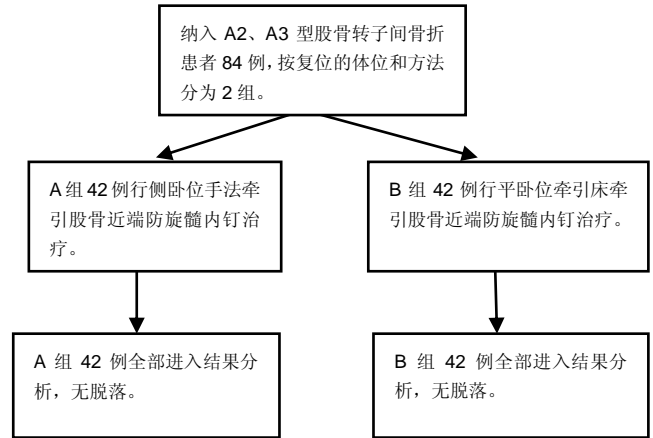 纳入 A2、A3 型股骨转子间骨折
患者 84 例，按复位的体位和方法
分为 2 组。
A 组 42 例行侧卧位手法牵
引股骨近端防旋髓内钉治
疗。
B 组 42 例行平卧位牵引床牵
引股骨近端防旋髓内钉治疗。
A 组 42 例全部进入结果分
析，无脱落。
B 组 42 例全部进入结果分
析，无脱落。